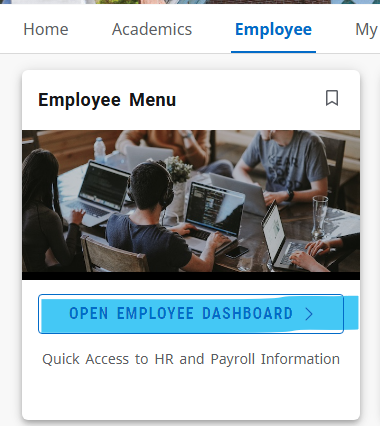 Home Academics Employee My
Employee Menu
OPEN EMPLOYEE DASHBOARD
Quick Access to HR and Payroll Information